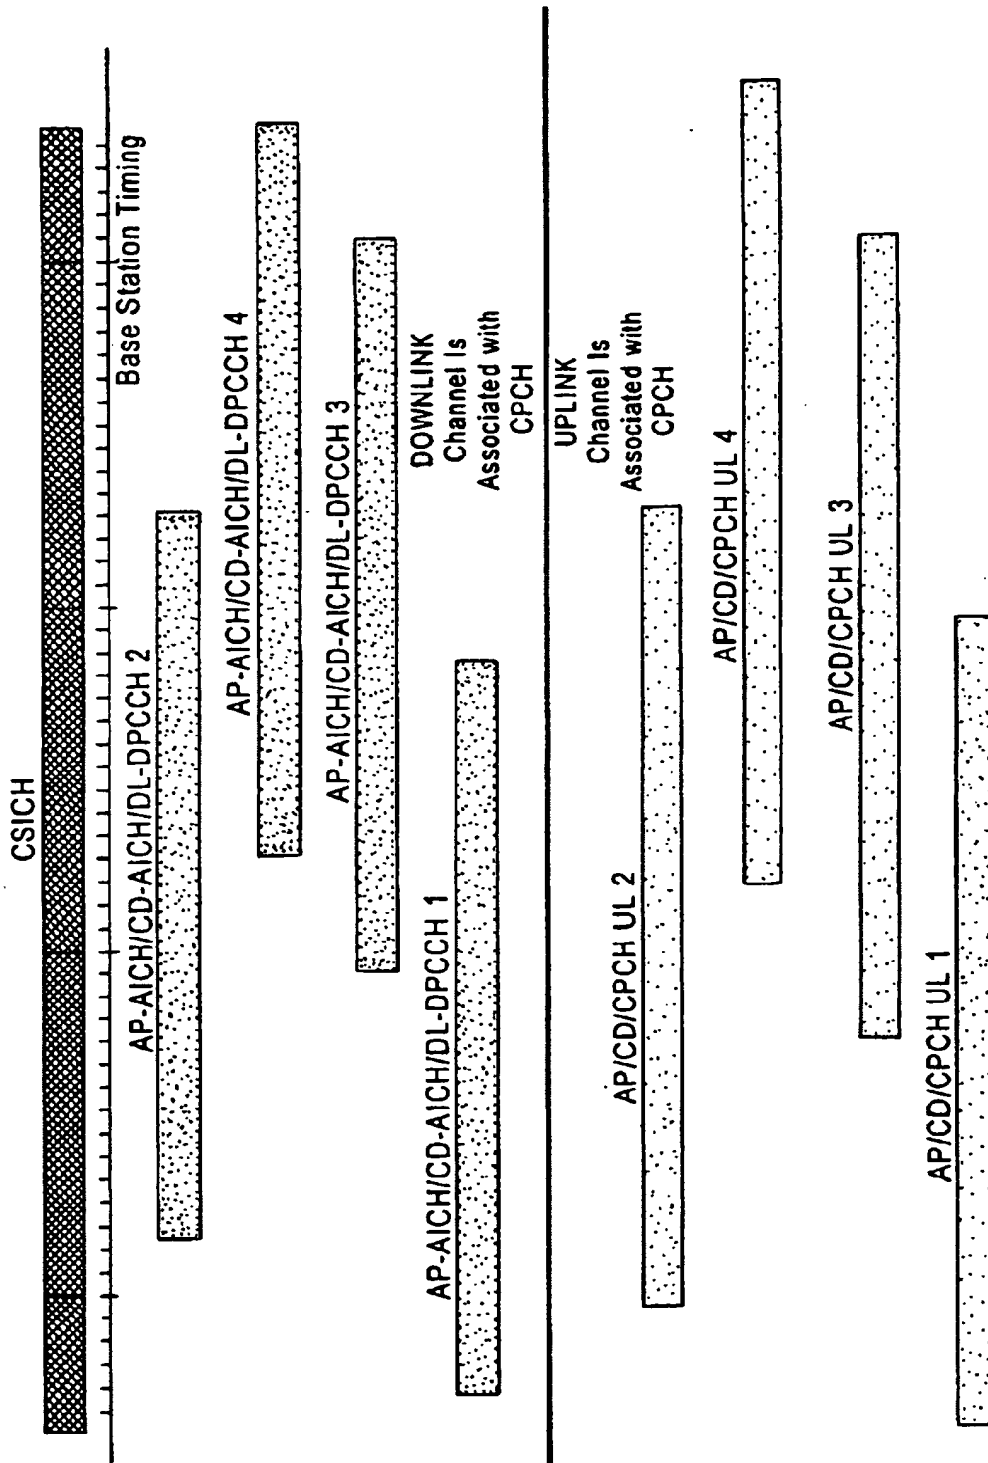 CSICH
Base Station Timing
AP-AICH/CD-AICH/DL-DPCCH 2
AP-AICH/CD-AICH/DL-DPCCH 4
AP-AICH/CD-AICH/DL-DPCCH 3
AP-AICH/CD-AICH/DL-DPCCH 1
DOWNLINK
Channel Is
Associated with
CPCH
UPLINK
Channel Is
Associated with
CPCH
AP/CD/CPCH UL 2
AP/CD/CPCH UL 4
AP/CD/CPCH UL 3
AP/CD/CPCH UL 1